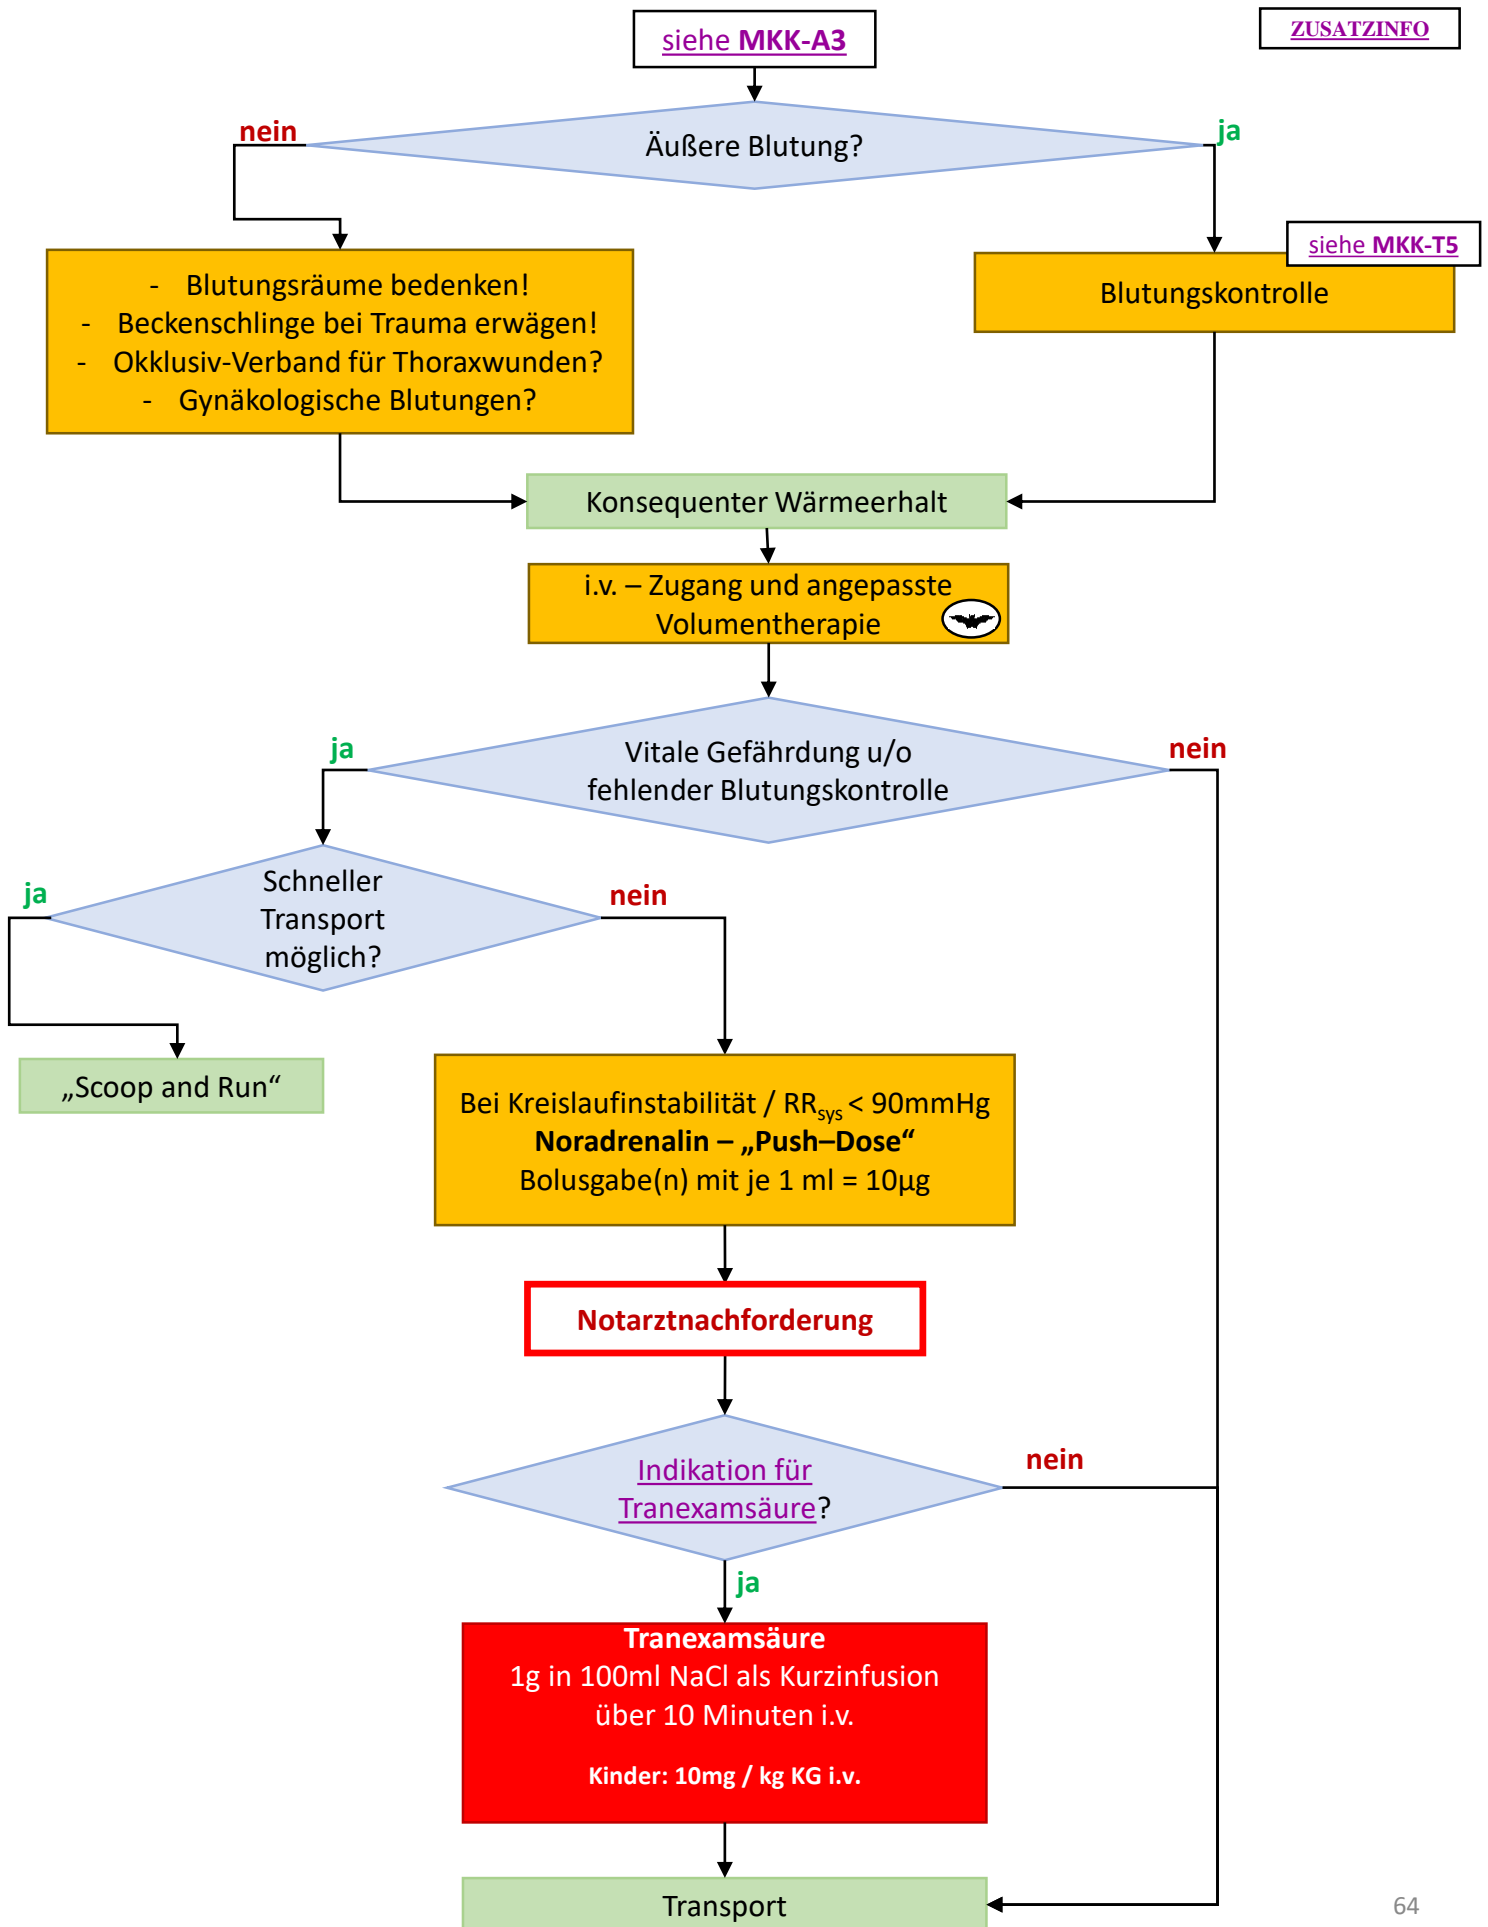 siehe MKK-A3
ZUSATZINFO
nein
Äußere Blutung?
ja
siehe MKK-T5
- Blutungsräume bedenken!
- Beckenschlinge bei Trauma erwägen!
- Okklusiv-Verband für Thoraxwunden?
- Gynäkologische Blutungen?
Blutungskontrolle
Konsequenter Wärmeerhalt
i.v. – Zugang und angepasste
Volumentherapie
ja
Vitale Gefährdung u/o
fehlender Blutungskontrolle
nein
ja
Schneller
Transport
möglich?
nein
„Scoop and Run“
Bei Kreislaufinstabilität / RRsys < 90mmHg
Noradrenalin – „Push–Dose“
Bolusgabe(n) mit je 1 ml = 10µg
Notarztnachforderung
Indikation für
Tranexamsäure?
nein
ja
Tranexamsäure
1g in 100ml NaCl als Kurzinfusion
über 10 Minuten i.v.
Kinder: 10mg / kg KG i.v.
Transport
64